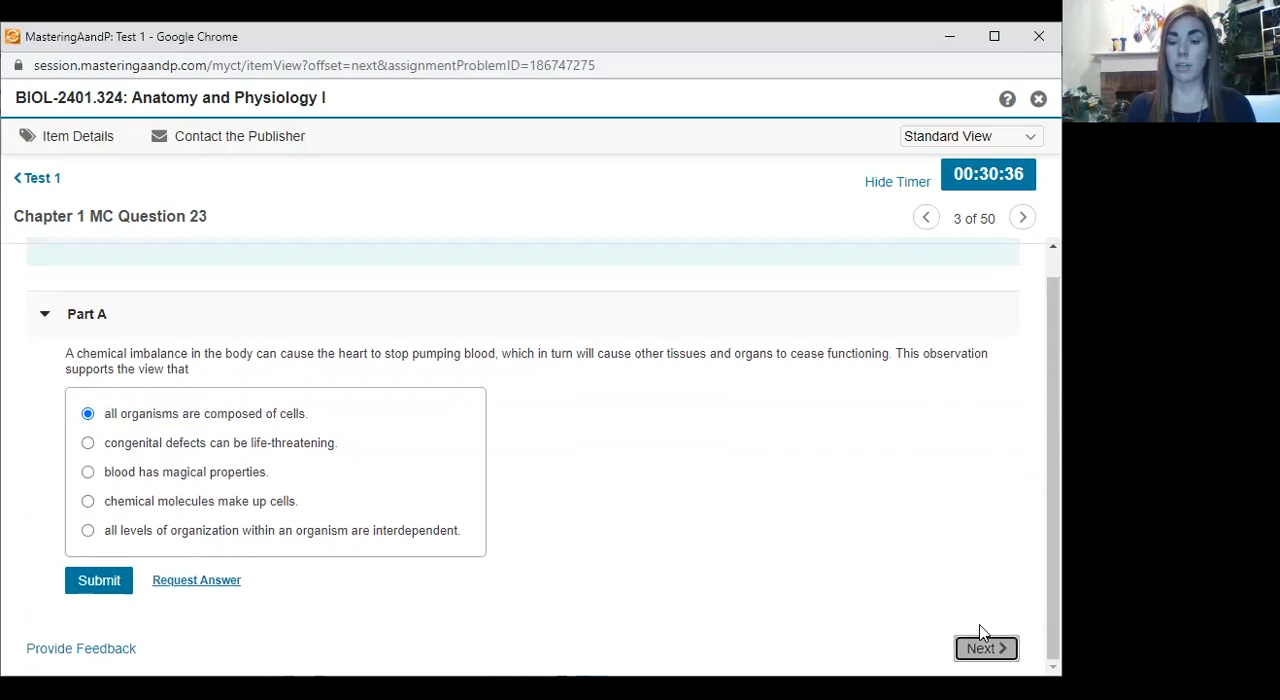 MasteringAandP: Test 1 - Google Chrome
session.masteringaandp.com/myct/itemView?offset=next&assignmentProblemID=186747275
BIOL-2401.324: Anatomy and Physiology I
Item Details
Contact the Publisher
Standard View
Test 1
Hide Timer
00:30:36
Chapter 1 MC Question 23
3 of 50
Part A
A chemical imbalance in the body can cause the heart to stop pumping blood, which in turn will cause other tissues and organs to cease functioning. This observation
supports the view that
all organisms are composed of cells.
congenital defects can be life-threatening.
blood has magical properties.
chemical molecules make up cells.
all levels of organization within an organism are interdependent.
Submit
Request Answer
Provide Feedback
Next